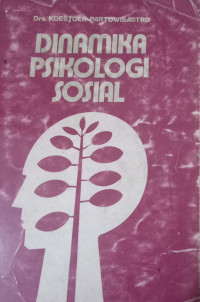 Drs. KOESTOER PARTOWISASTRO
DINAMIKA
PSIKOLOGI
SOSIAL